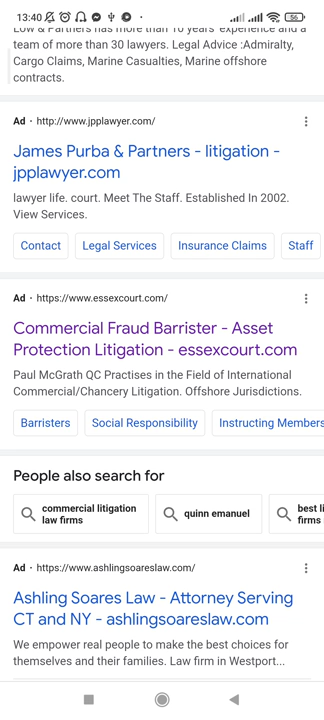 13:40
56
Low & Partners has more than 10 years' experience and a
team of more than 30 lawyers. Legal Advice :Admiralty,
Cargo Claims, Marine Casualties, Marine offshore
contracts.
Ad · http://www.jpplawyer.com/
James Purba & Partners - litigation -
jpplawyer.com
lawyer life. court. Meet The Staff. Established In 2002.
View Services.
Contact Legal Services Insurance Claims Staff
Ad · https://www.essexcourt.com/
Commercial Fraud Barrister - Asset
Protection Litigation - essexcourt.com
Paul McGrath QC Practises in the Field of International
Commercial/Chancery Litigation. Offshore Jurisdictions.
Barristers Social Responsibility Instructing Members
People also search for
commercial litigation
law firms
quinn emanuel
best li
firms
Ad · https://www.ashlingsoareslaw.com/
Ashling Soares Law - Attorney Serving
CT and NY - ashlingsoareslaw.com
We empower real people to make the best choices for
themselves and their families. Law firm in Westport...